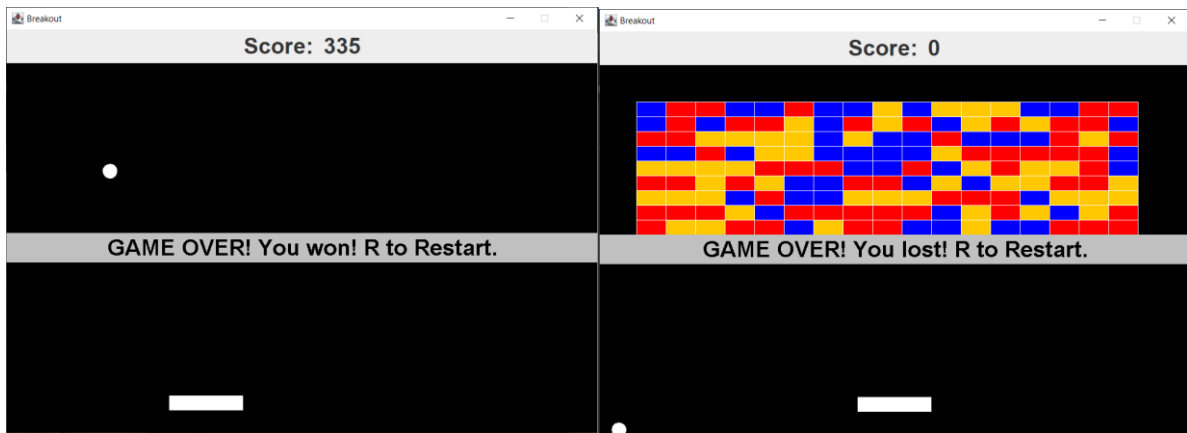 Breakout
Score: 335
GAME OVER! You won! R to Restart.
Breakout
Score: 0
GAME OVER! You lost! R to Restart.